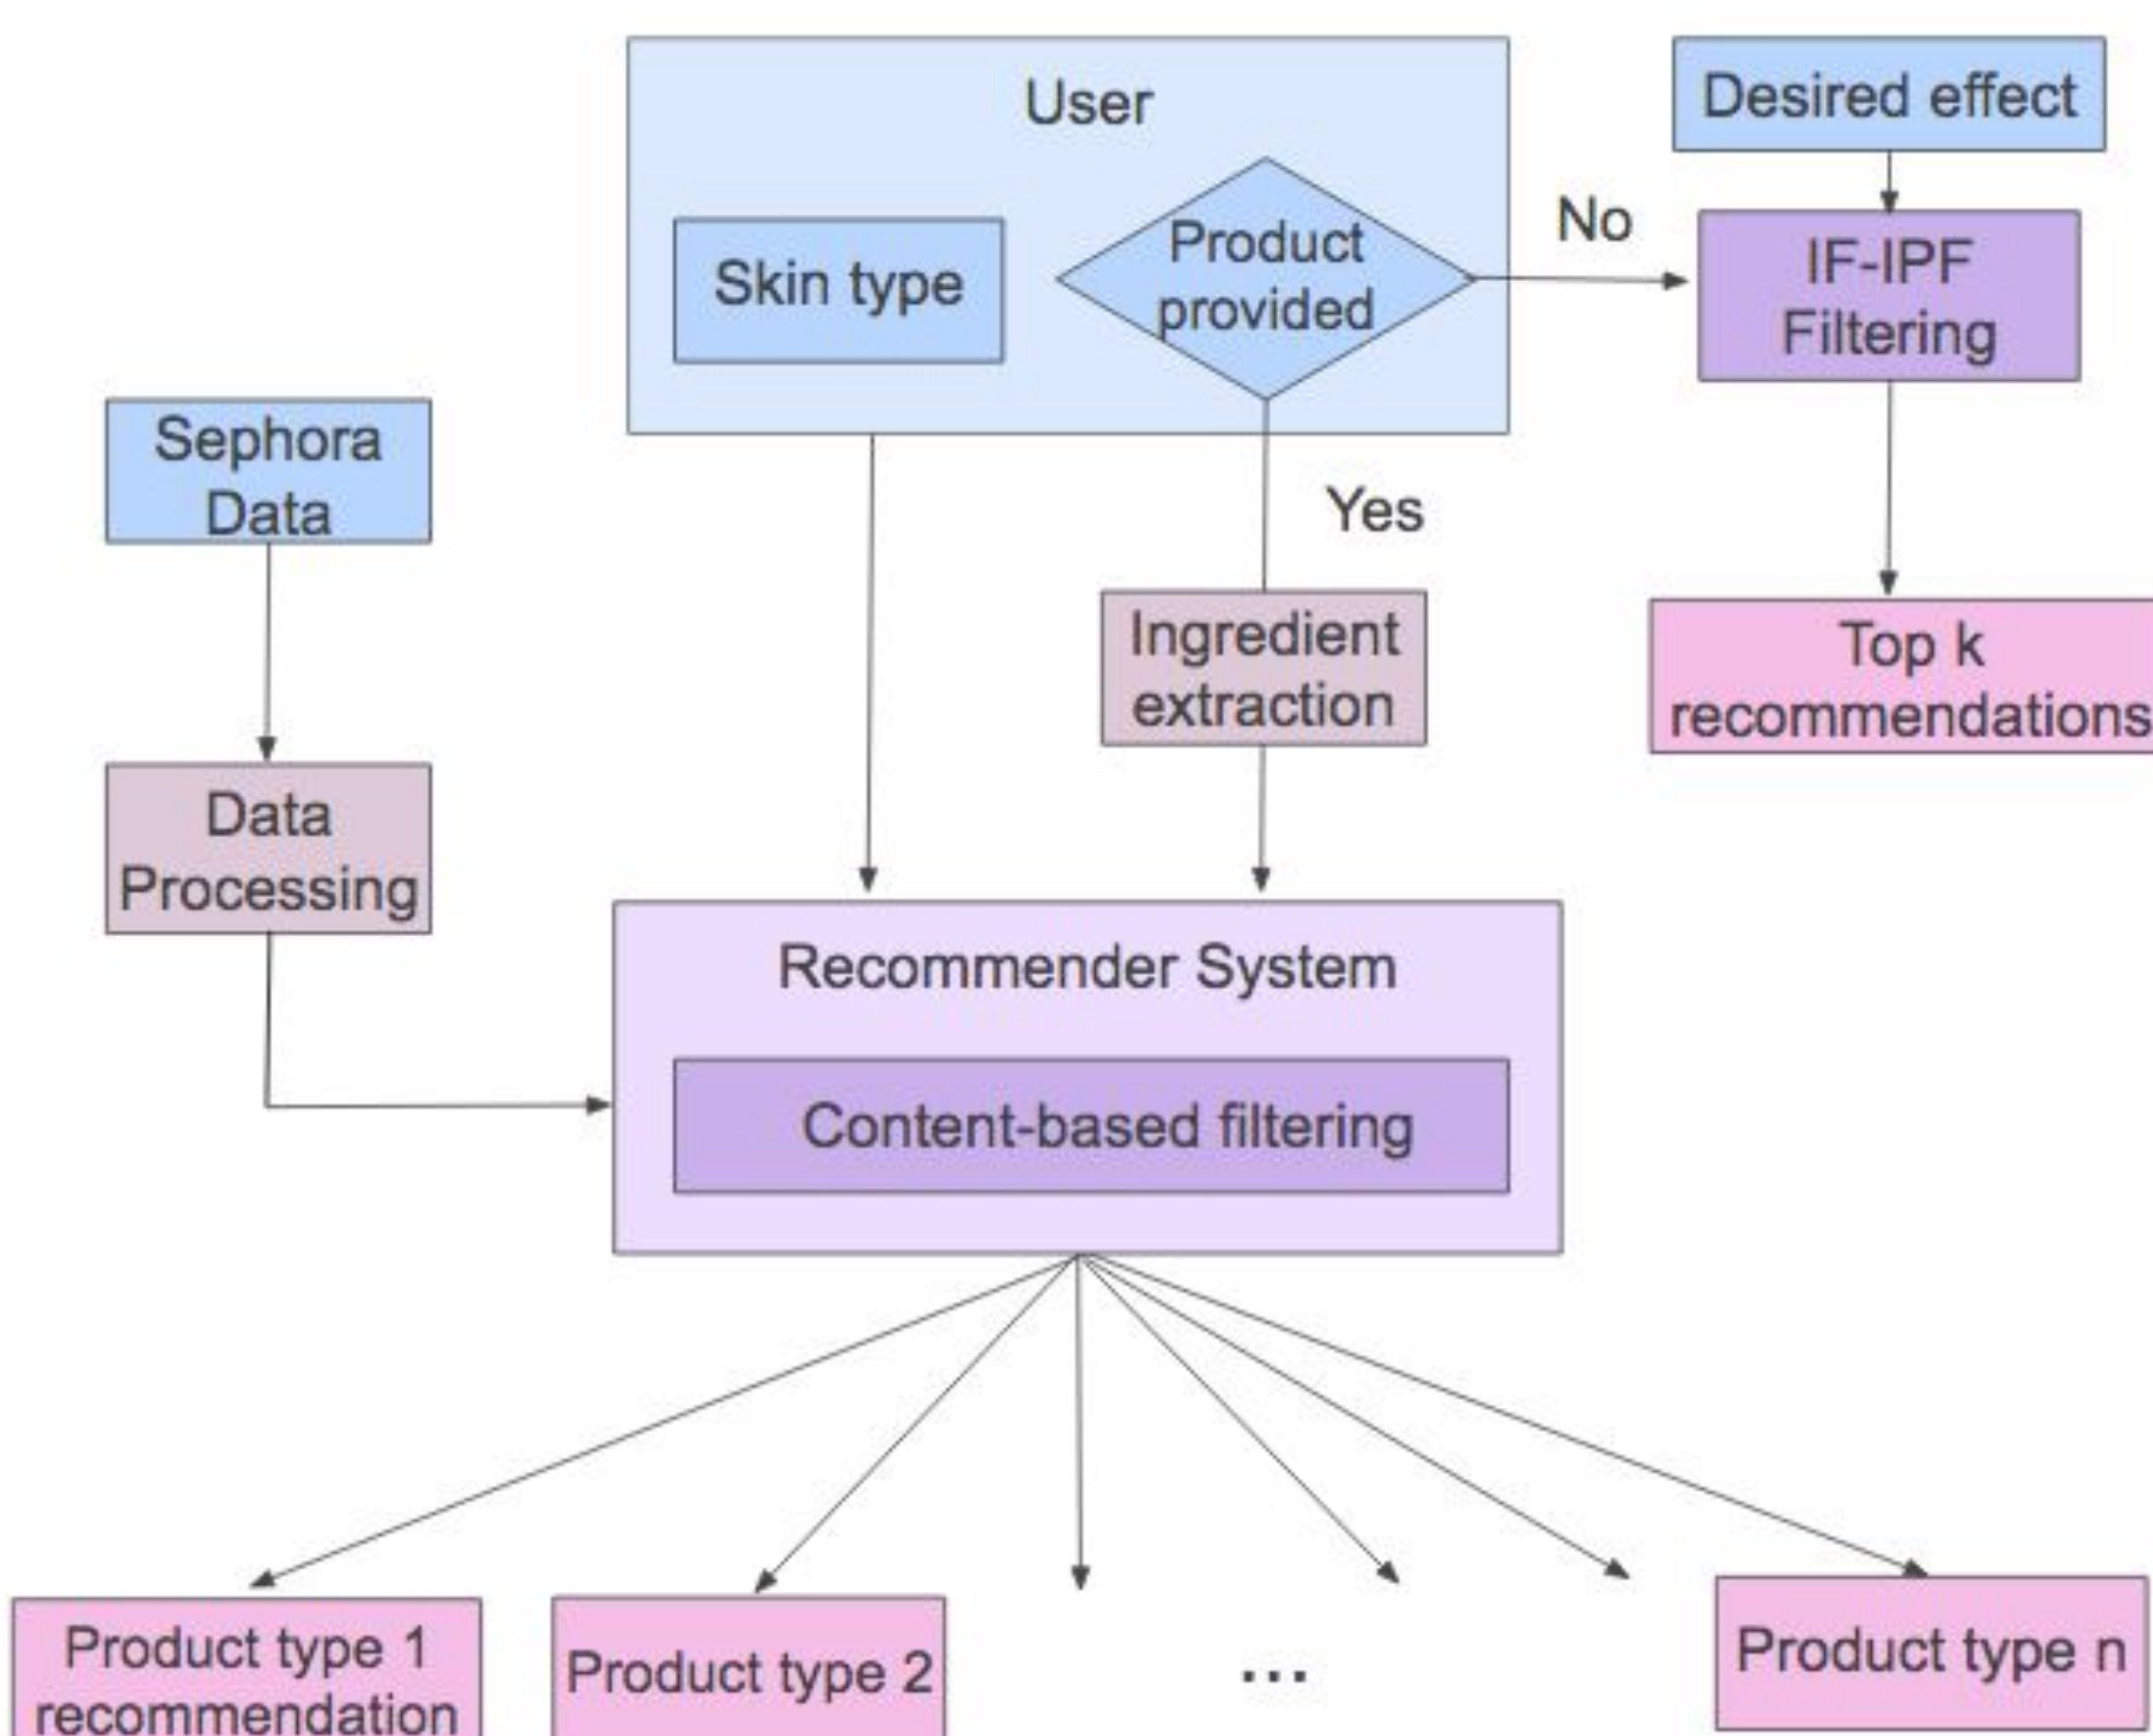 User
Desired effect
Skin type
Product
provided
No
IF-IPF
Filtering
Sephora
Data
Yes
Ingredient
extraction
Top k
recommendations
Data
Processing
Recommender System
Content-based filtering
Product type 1
recommendation
Product type 2
...
Product type n